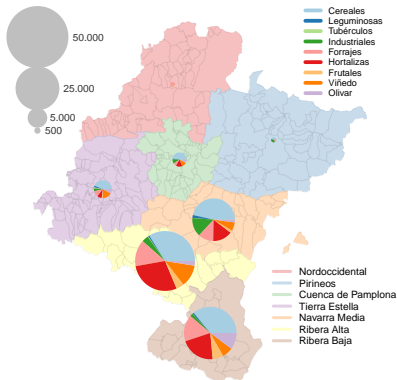 50.000
25.000
5.000
500
Cereales
Leguminosas
Tubérculos
Industriales
Forrajes
Hortalizas
Frutales
Viñedo
Olivar
Nordoccidental
Pirineos
Cuenca de Pamplona
Tierra Estella
Navarra Media
Ribera Alta
Ribera Baja